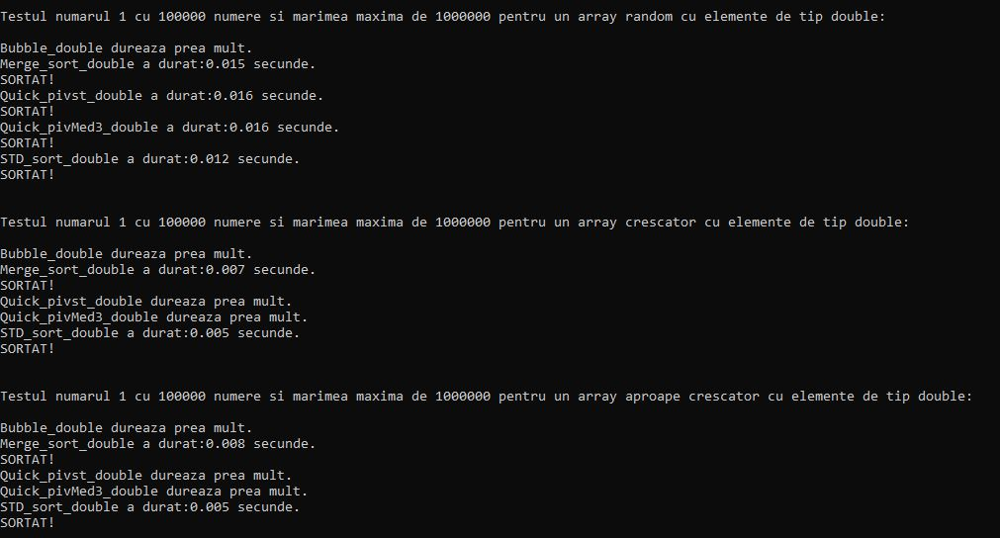 Testul numarul 1 cu 100000 numere si marimea maxima de 1000000 pentru un array random cu elemente de tip double:
Bubble_double dureaza prea mult.
Merge_sort_double a durat:0.015 secunde.
SORTAT!
Quick_pivst_double a durat:0.016 secunde.
SORTAT!
Quick_pivMed3_double a durat:0.016 secunde.
SORTAT!
STD_sort_double a durat:0.012 secunde.
SORTAT!
Testul numarul 1 cu 100000 numere si marimea maxima de 1000000 pentru un array crescator cu elemente de tip double:
Bubble_double dureaza prea mult.
Merge_sort_double a durat:0.007 secunde.
SORTAT!
Quick_pivst_double dureaza prea mult.
Quick_pivMed3_double dureaza prea mult.
STD_sort_double a durat:0.005 secunde.
SORTAT!
Testul numarul 1 cu 100000 numere si marimea maxima de 1000000 pentru un array aproape crescator cu elemente de tip double:
Bubble_double dureaza prea mult.
Merge_sort_double a durat:0.008 secunde.
SORTAT!
Quick_pivst_double dureaza prea mult.
Quick_pivMed3_double dureaza prea mult.
STD_sort_double a durat:0.005 secunde.
SORTAT!